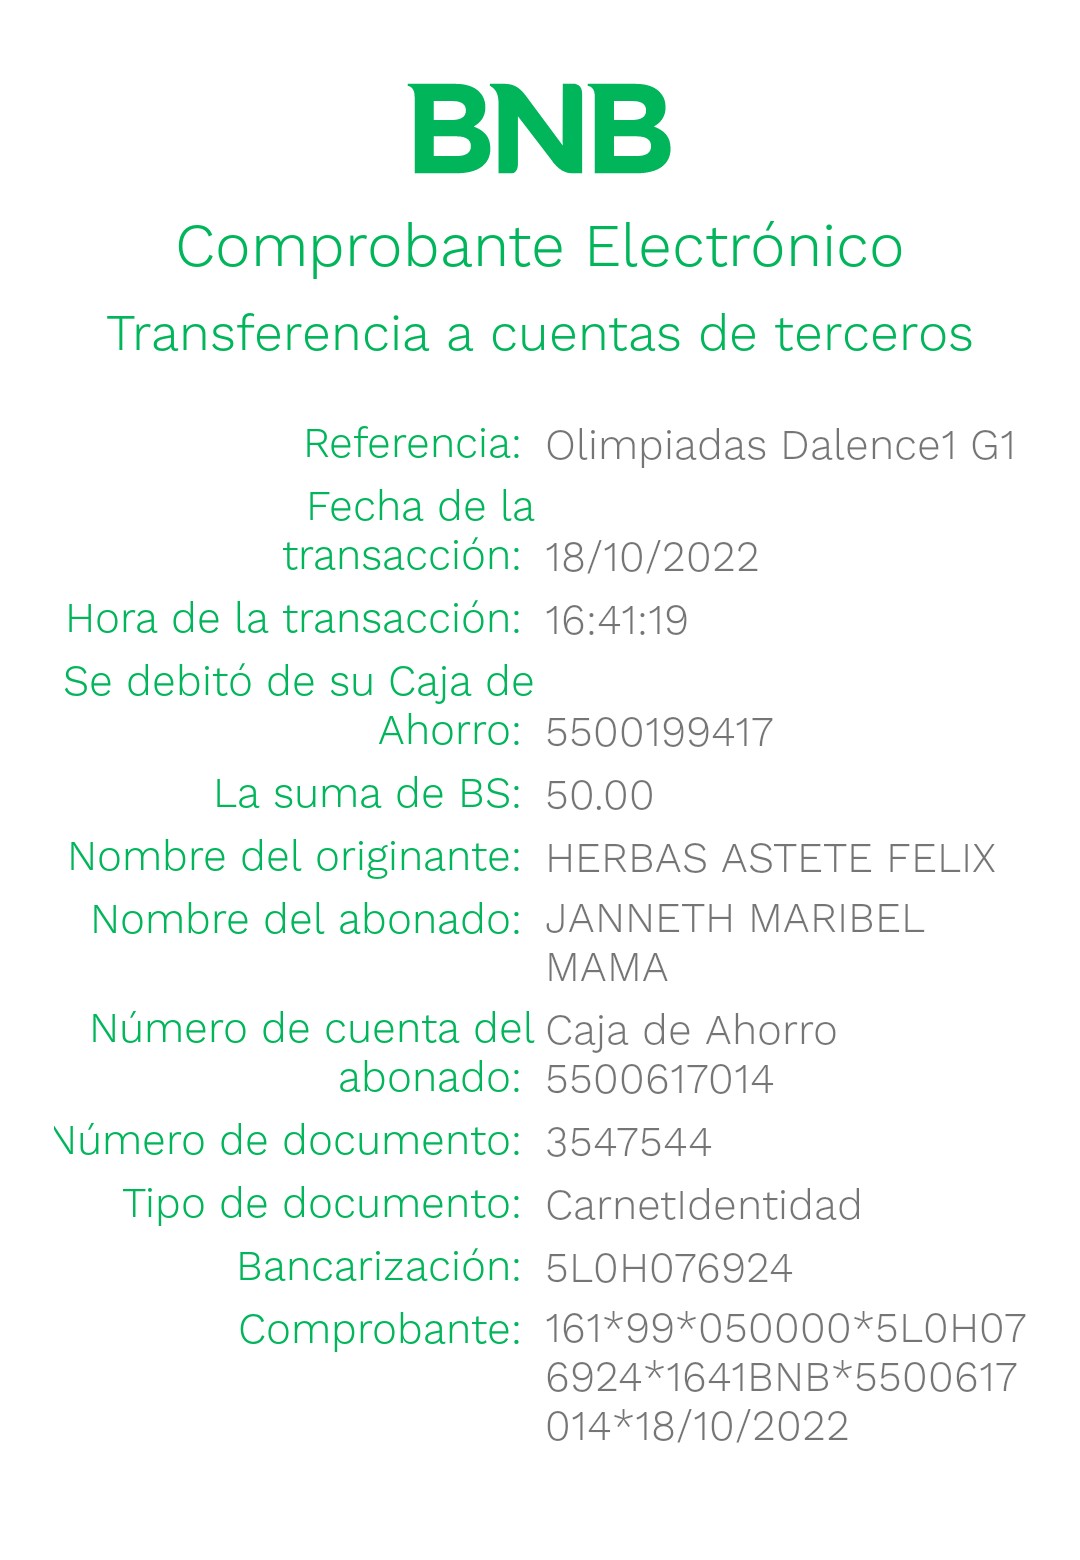 BNB
Comprobante Electrónico
Transferencia a cuentas de terceros
Referencia: Olimpiadas Dalence1 G1
Fecha de la
transacción: 18/10/2022
Hora de la transacción: 16:41:19
Se debitó de su Caja de
Ahorro: 5500199417
La suma de BS: 50.00
Nombre del originante: HERBAS ASTETE FELIX
Nombre del abonado: JANNETH MARIBEL
MAMA
Número de cuenta del Caja de Ahorro
abonado: 5500617014
Número de documento: 3547544
Tipo de documento: CarnetIdentidad
Bancarización: 5L0H076924
Comprobante: 161*99*050000*5L0H07
6924*1641BNB*5500617
014*18/10/2022